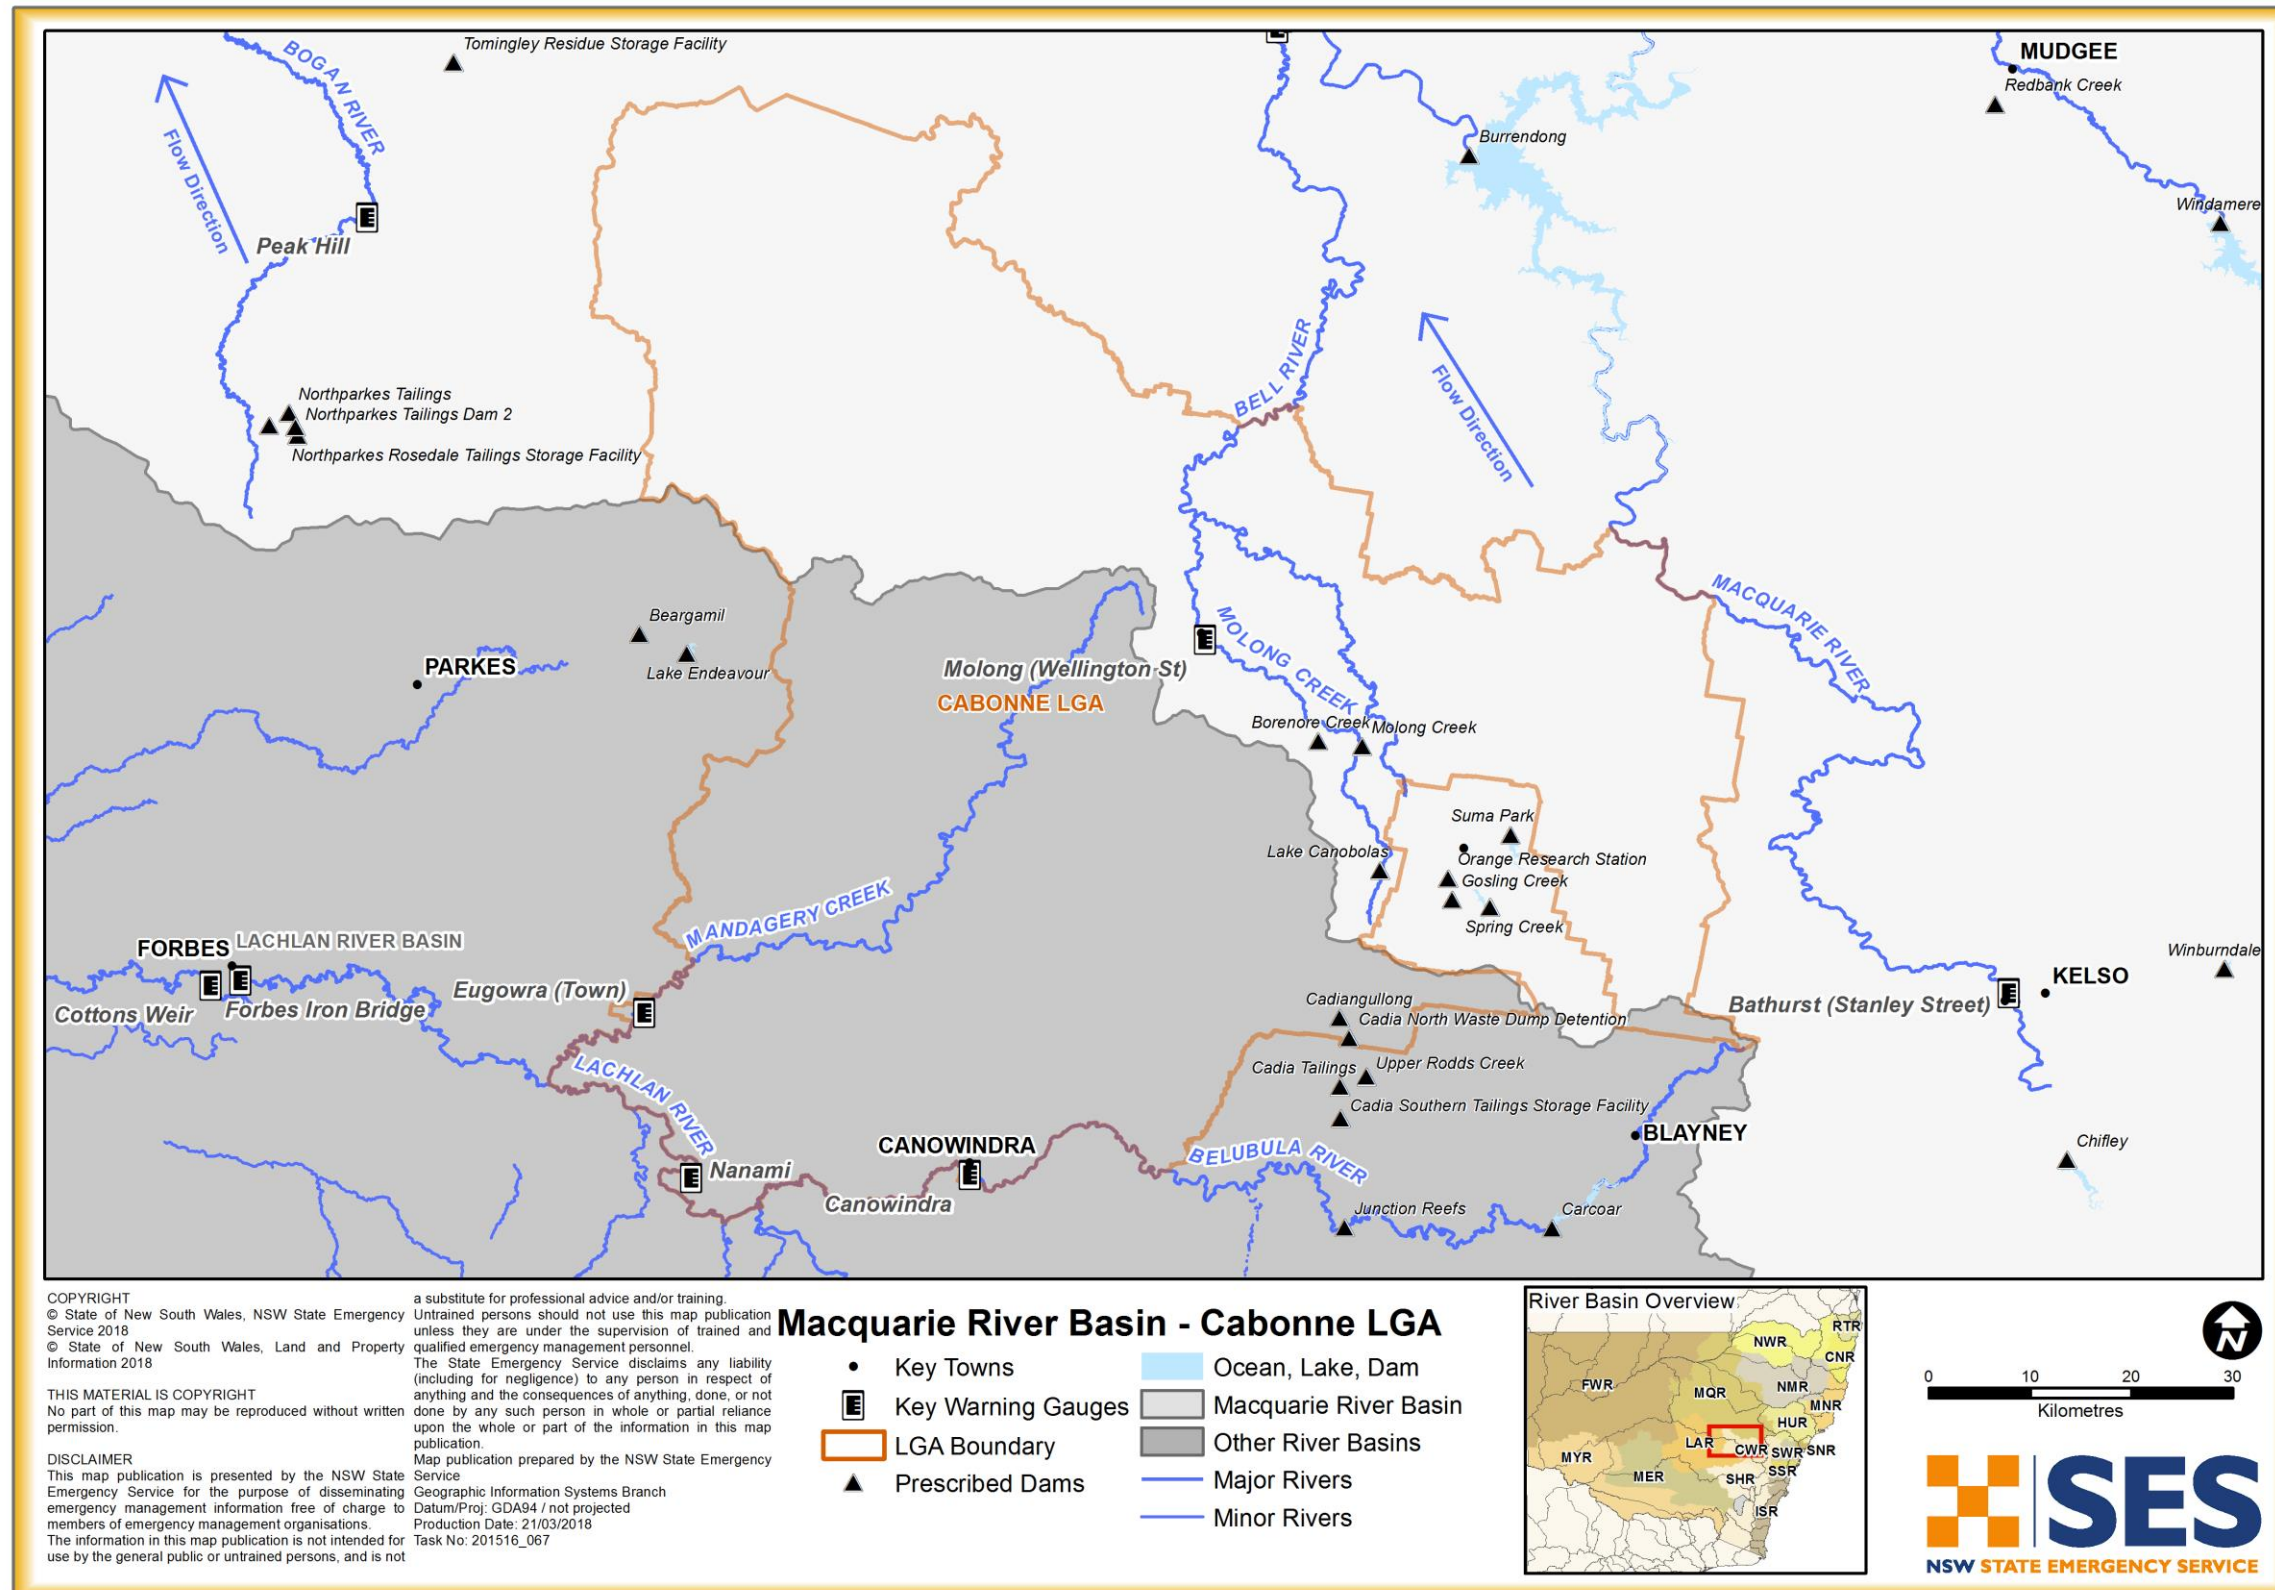 Tomingley Residue Storage Facility
BOGAN RIVER
Flow Direction
Peak Hill
MUDGEE
Redbank Creek
Burrendong
Windamere
Northparkes Tailings
Northparkes Tailings Dam 2
Northparkes Rosedale Tailings Storage Facility
BELL RIVER
Flow Direction
MACQUARIE RIVER
Beargamil
Lake Endeavour
PARKES
Molong (Wellington St)
MOLONG CREEK
CABONNE LGA
Borenore Creek
Molong Creek
Suma Park
Lake Canobolas
Orange Research Station
Gosling Creek
Spring Creek
MANDAGERY CREEK
FORBES
LACHLAN RIVER BASIN
Eugowra (Town)
Cottons Weir
Forbes Iron Bridge
Winburndale
KELSO
Bathurst (Stanley Street)
Cadiangullong
Cadia North Waste Dump Detention
Cadia Tailings
Upper Rodds Creek
Cadia Southern Tailings Storage Facility
LACHLAN RIVER
Nanami
CANOWINDRA
Canowindra
BELUBULA RIVER
BLAYNEY
Chifley
Junction Reefs
Carcoar
COPYRIGHT
© State of New South Wales, NSW State Emergency
Service 2018
© State of New South Wales, Land and Property
Information 2018
THIS MATERIAL IS COPYRIGHT
No part of this map may be reproduced without written
permission.
DISCLAIMER
This map publication is presented by the NSW State
Emergency Service for the purpose of disseminating
emergency management information free of charge to
members of emergency management organisations.
The information in this map publication is not intended for
use by the general public or untrained persons, and is not
a substitute for professional advice and/or training.
Untrained persons should not use this map publication
unless they are under the supervision of trained and
qualified emergency management personnel.
The State Emergency Service disclaims any liability
(including for negligence) to any person in respect of
anything and the consequences of anything, done, or not
done by any such person in whole or partial reliance
upon the whole or part of the information in this map
publication.
Map publication prepared by the NSW State Emergency
Service
Geographic Information Systems Branch
Datum/Proj: GDA94 / not projected
Production Date: 21/03/2018
Task No: 201516_067
Macquarie River Basin - Cabonne LGA
Key Towns
Key Warning Gauges
LGA Boundary
Prescribed Dams
Ocean, Lake, Dam
Macquarie River Basin
Other River Basins
Major Rivers
Minor Rivers
River Basin Overview
RTR
NWR
CNR
FWR
MQR
NMR
MNR
HUR
LAR
CWR
SWR
SNR
MYR
MER
SHR
SSR
ISR
N
0 10 20 30
Kilometres
SES
NSW STATE EMERGENCY SERVICE